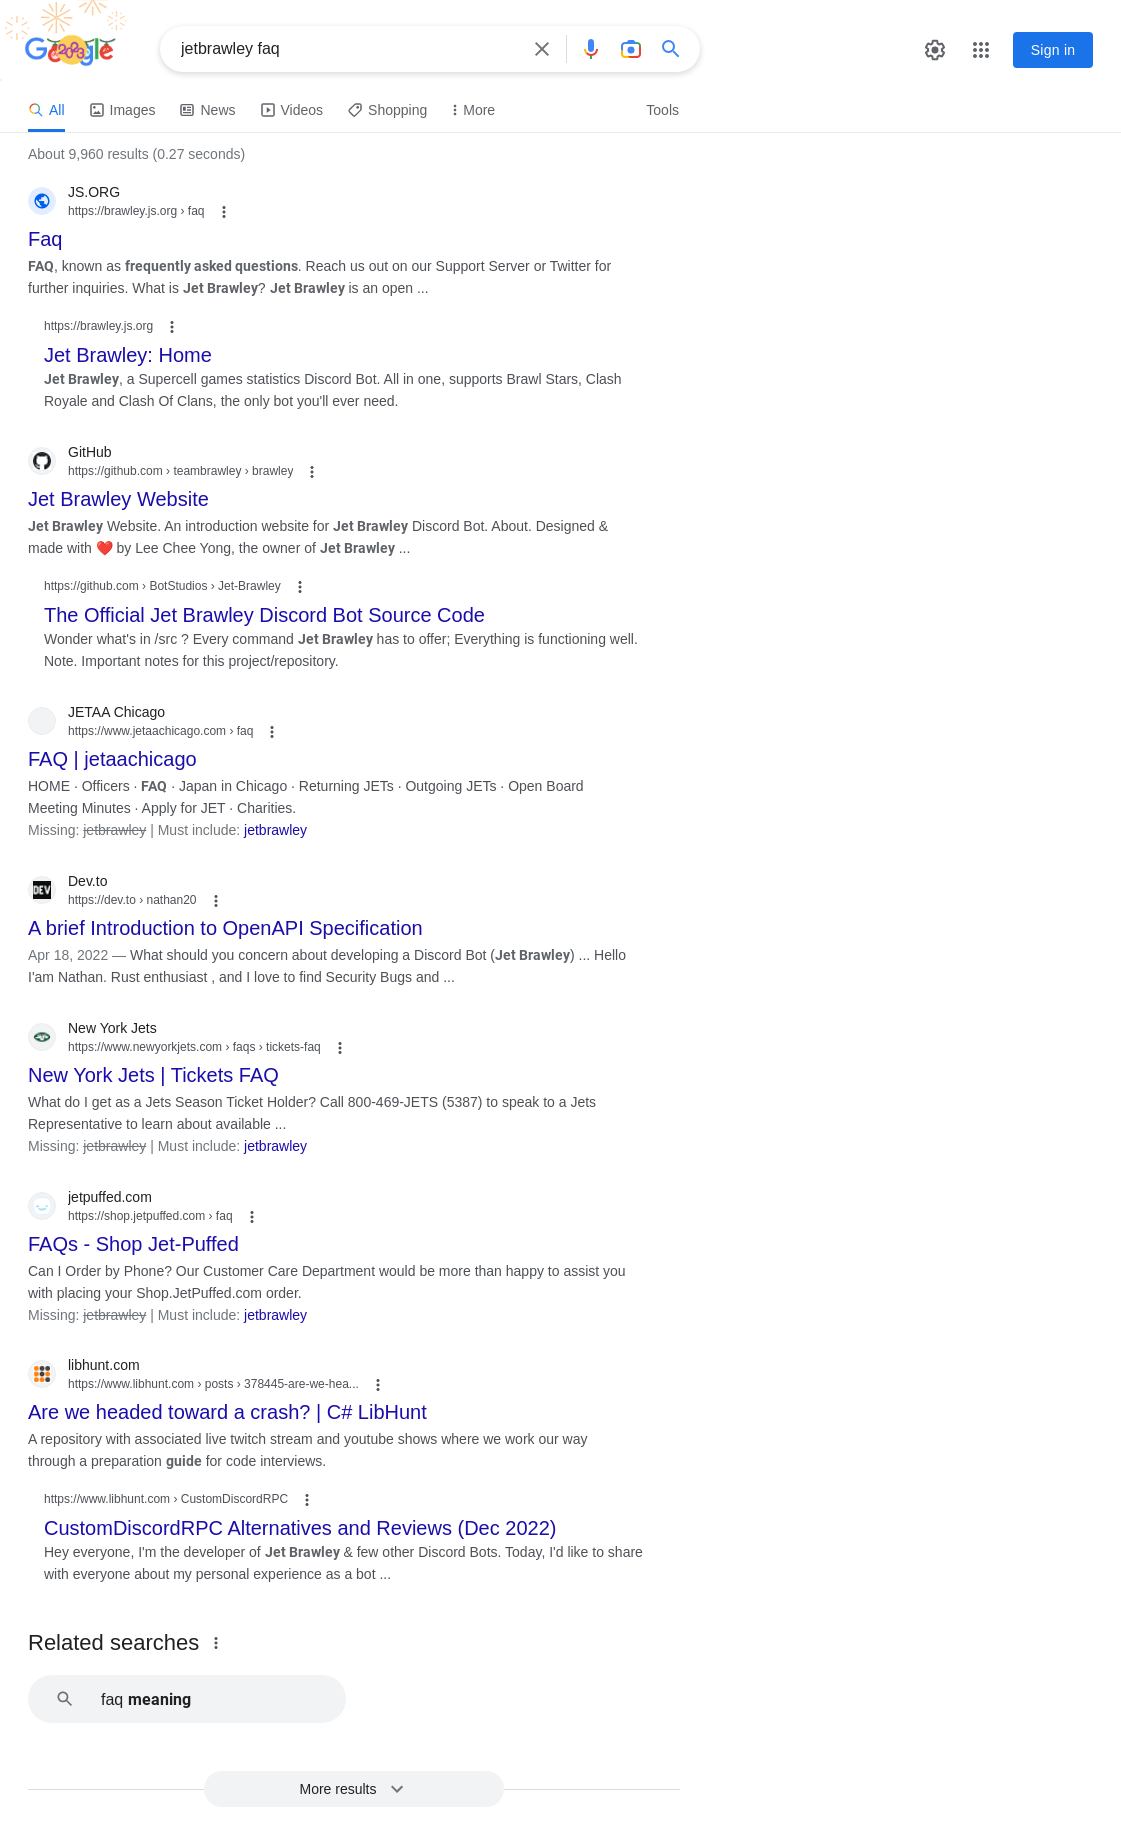 Google
jetbrawley faq
Sign in
All Images News Videos Shopping More Tools
About 9,960 results (0.27 seconds)
JS.ORG
https://brawley.js.org › faq
Faq
FAQ, known as frequently asked questions. Reach us out on our Support Server or Twitter for
further inquiries. What is Jet Brawley? Jet Brawley is an open ...
https://brawley.js.org
Jet Brawley: Home
Jet Brawley, a Supercell games statistics Discord Bot. All in one, supports Brawl Stars, Clash
Royale and Clash Of Clans, the only bot you'll ever need.
GitHub
https://github.com › teambrawley › brawley
Jet Brawley Website
Jet Brawley Website. An introduction website for Jet Brawley Discord Bot. About. Designed &
made with ❤️ by Lee Chee Yong, the owner of Jet Brawley ...
https://github.com › BotStudios › Jet-Brawley
The Official Jet Brawley Discord Bot Source Code
Wonder what's in /src ? Every command Jet Brawley has to offer; Everything is functioning well.
Note. Important notes for this project/repository.
JETAA Chicago
https://www.jetaachicago.com › faq
FAQ | jetaachicago
HOME · Officers · FAQ · Japan in Chicago · Returning JETs · Outgoing JETs · Open Board
Meeting Minutes · Apply for JET · Charities.
Missing: jetbrawley | Must include: jetbrawley
DEV
Dev.to
https://dev.to › nathan20
A brief Introduction to OpenAPI Specification
Apr 18, 2022 — What should you concern about developing a Discord Bot (Jet Brawley) ... Hello
I'am Nathan. Rust enthusiast , and I love to find Security Bugs and ...
New York Jets
https://www.newyorkjets.com › faqs › tickets-faq
New York Jets | Tickets FAQ
What do I get as a Jets Season Ticket Holder? Call 800-469-JETS (5387) to speak to a Jets
Representative to learn about available ...
Missing: jetbrawley | Must include: jetbrawley
jetpuffed.com
https://shop.jetpuffed.com › faq
FAQs - Shop Jet-Puffed
Can I Order by Phone? Our Customer Care Department would be more than happy to assist you
with placing your Shop.JetPuffed.com order.
Missing: jetbrawley | Must include: jetbrawley
libhunt.com
https://www.libhunt.com › posts › 378445-are-we-hea...
Are we headed toward a crash? | C# LibHunt
A repository with associated live twitch stream and youtube shows where we work our way
through a preparation guide for code interviews.
https://www.libhunt.com › CustomDiscordRPC
CustomDiscordRPC Alternatives and Reviews (Dec 2022)
Hey everyone, I'm the developer of Jet Brawley & few other Discord Bots. Today, I'd like to share
with everyone about my personal experience as a bot ...
Related searches
faq meaning
More results